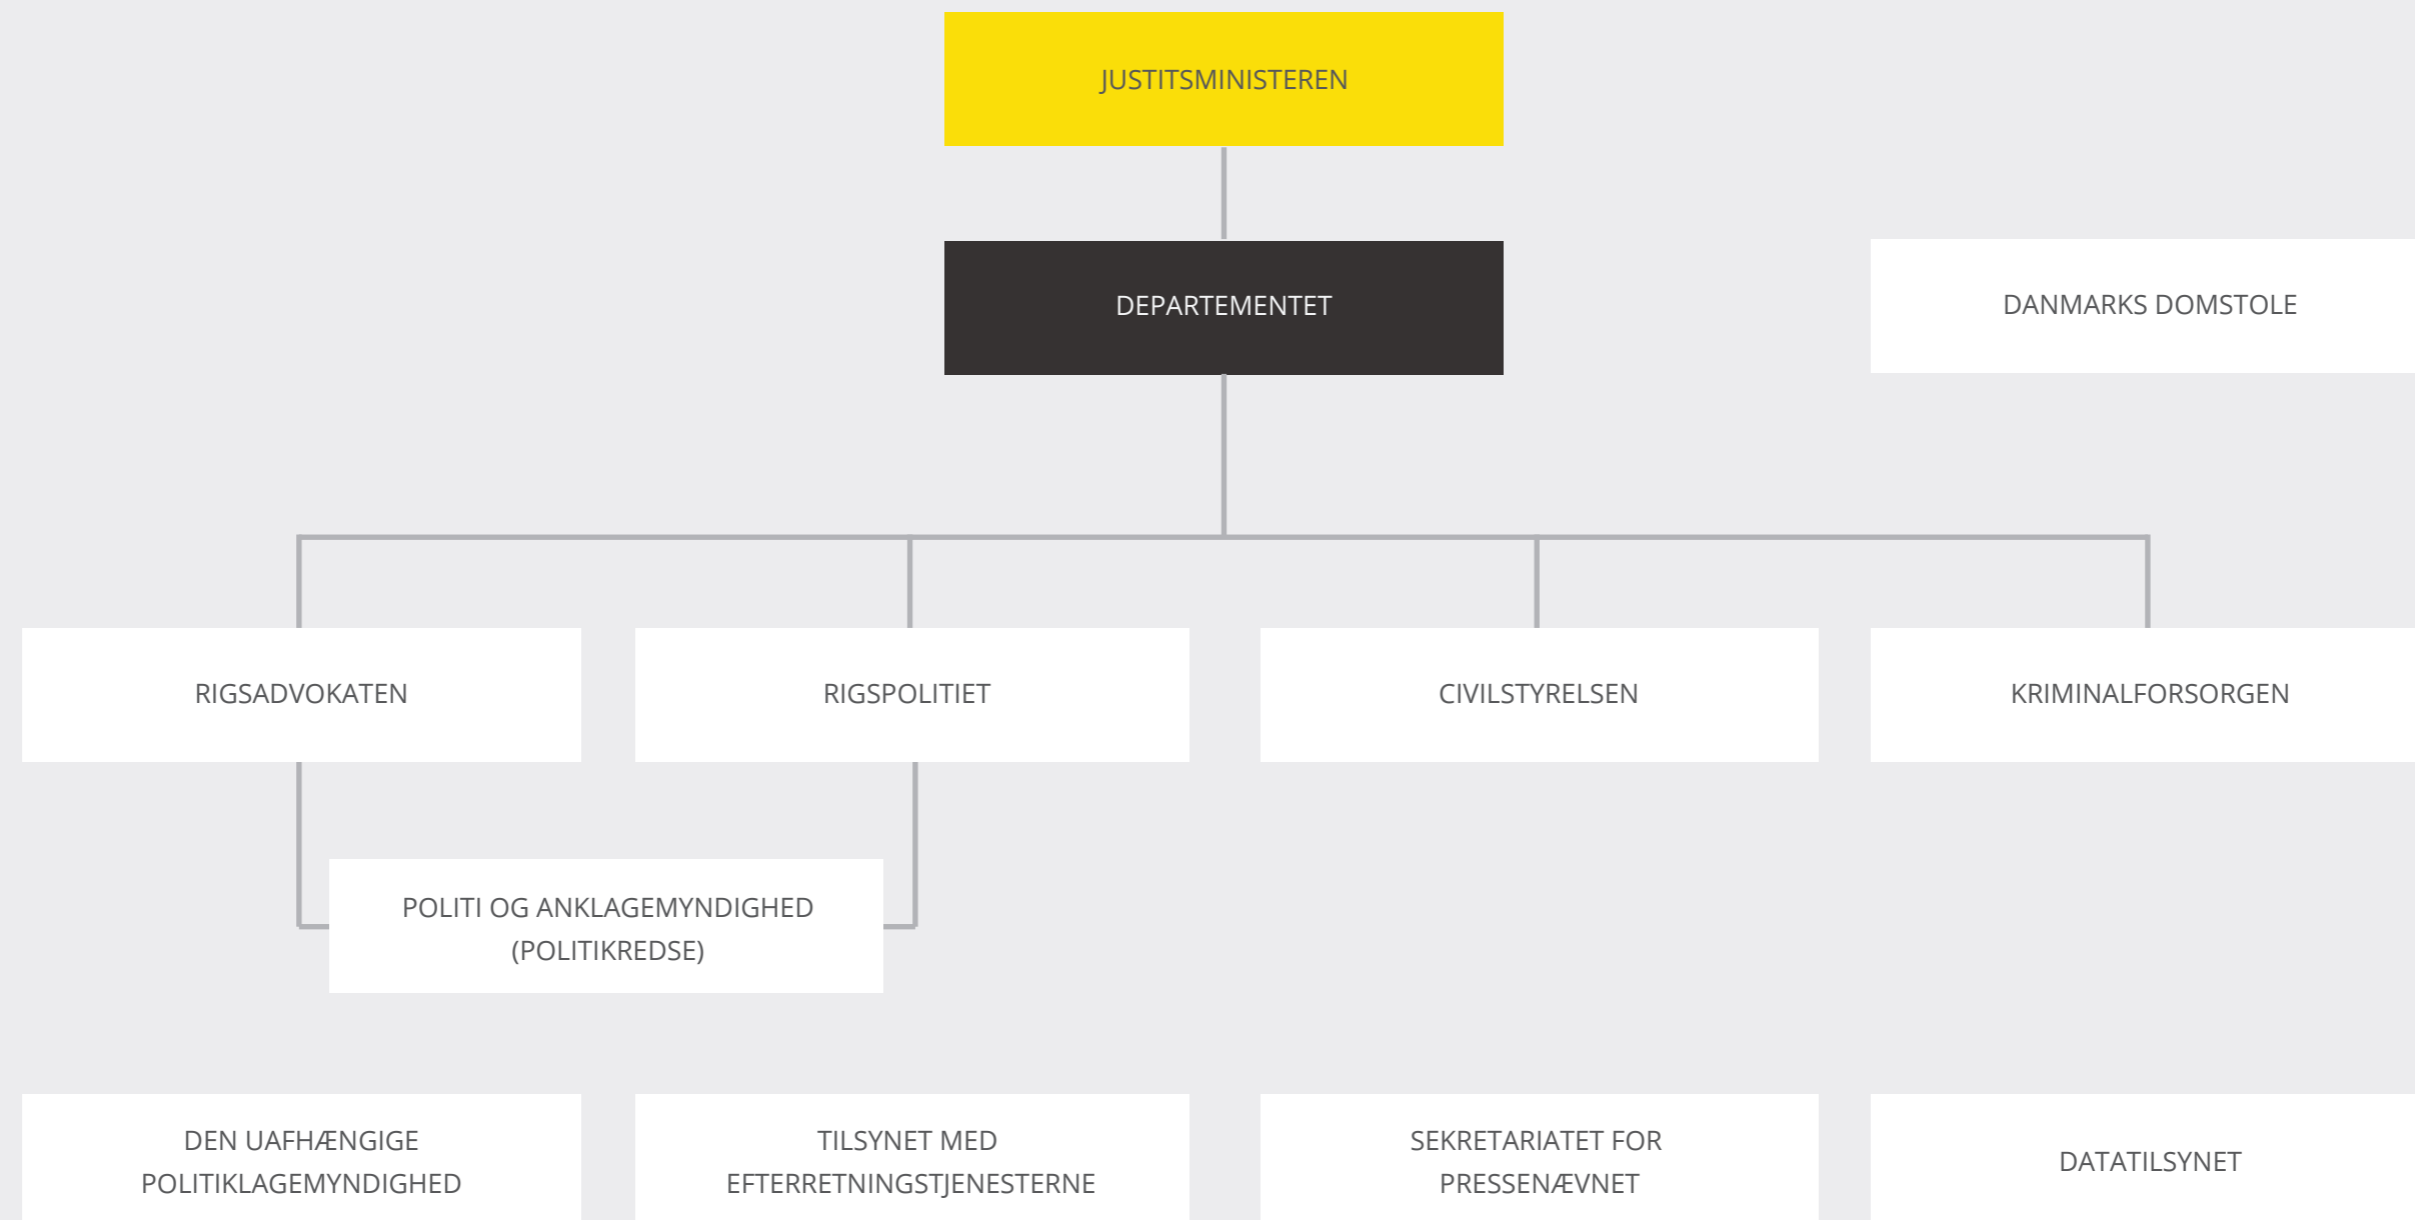 JUSTITSMINISTEREN
DEPARTEMENTET
DANMARKS DOMSTOLE
RIGSADVOKATEN
RIGSPOLITIET
CIVILSTYRELSEN
KRIMINALFORSORGEN
POLITI OG ANKLAGEMYNDIGHED
(POLITIKREDSE)
DEN UAFHÆNGIGE
POLITIKLAGEMYNDIGHED
TILSYNET MED
EFTERRETNINGSTJENESTERNE
SEKRETARIATET FOR
PRESSENÆVNET
DATATILSYNET